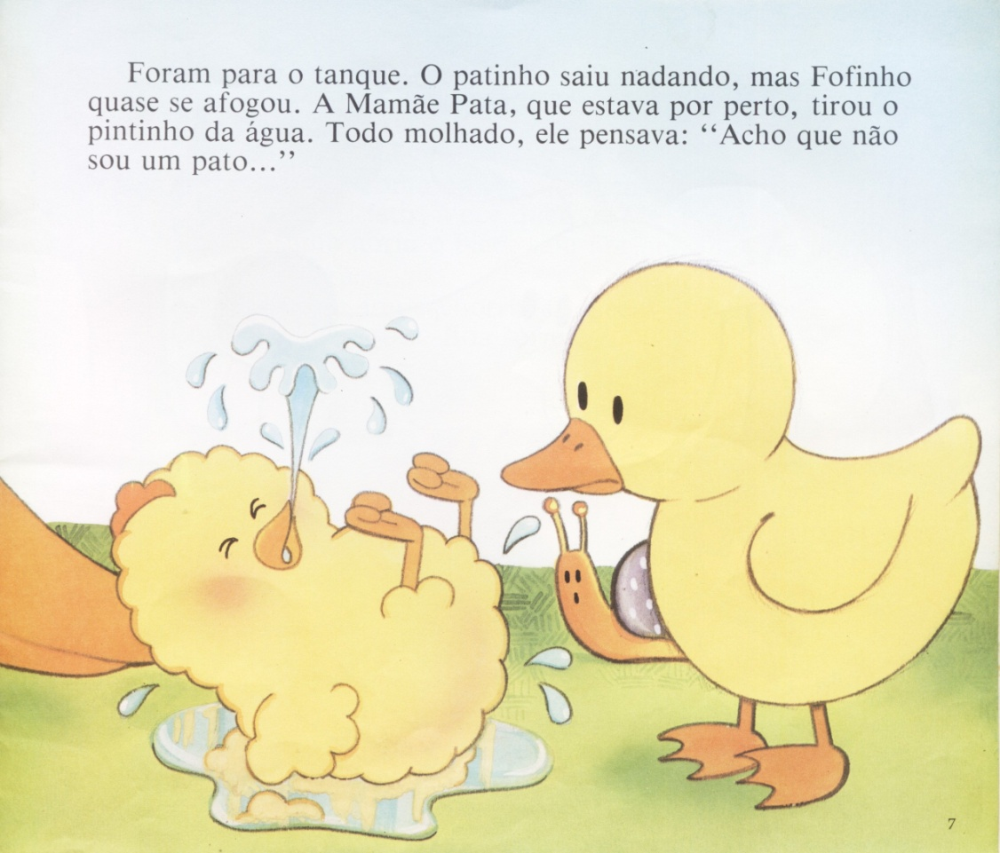 Foram para o tanque. O patinho saiu nadando, mas Fofinho
quase se afogou. A Mamãe Pata, que estava por perto, tirou o
pintinho da água. Todo molhado, ele pensava: “Acho que não
sou um pato...”
7